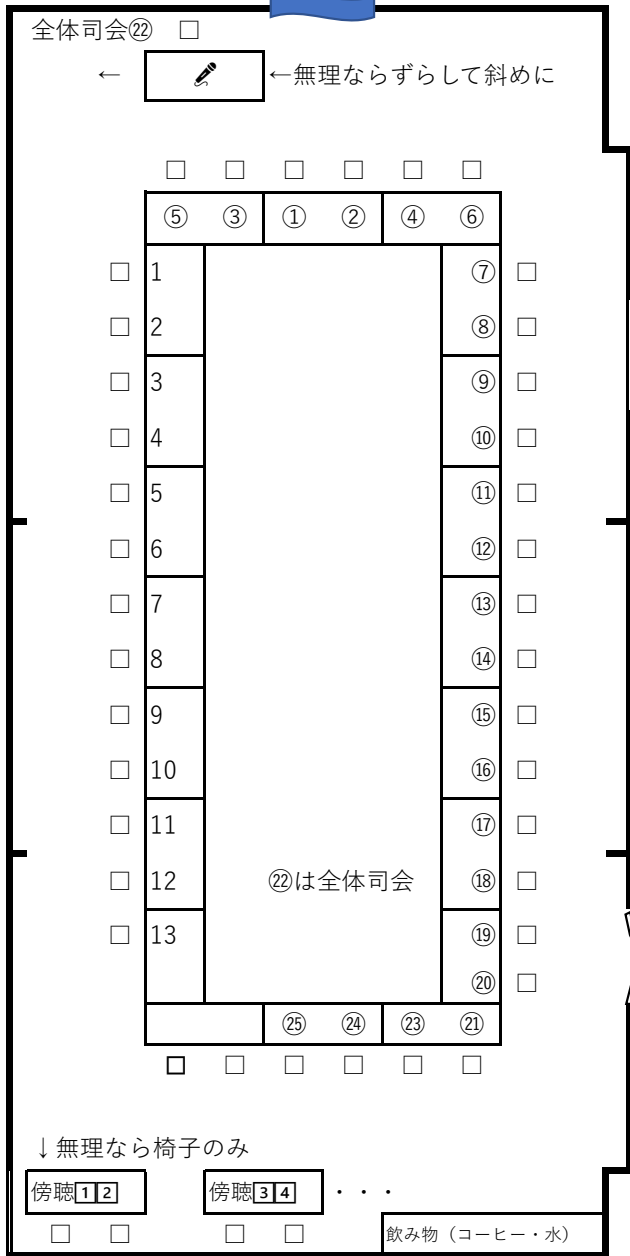 全体司会㉒ □
← 🎤 ←無理ならずらして斜めに
□ □ □ □ □ □
⑤ ③ ① ② ④ ⑥
□ 1 ⑦ □
□ 2 ⑧ □
□ 3 ⑨ □
□ 4 ⑩ □
□ 5 ⑪ □
□ 6 ⑫ □
□ 7 ⑬ □
□ 8 ⑭ □
□ 9 ⑮ □
□ 10 ⑯ □
□ 11 ⑰ □
□ 12 ㉒は全体司会 ⑱ □
□ 13 ⑲ □
⑳ □
㉕ ㉔ ㉓ ㉑
□ □ □ □ □ □
↓無理なら椅子のみ
傍聴1️⃣2️⃣ 傍聴3️⃣4️⃣ ・・・
□ □ □ □ 飲み物（コーヒー・水）